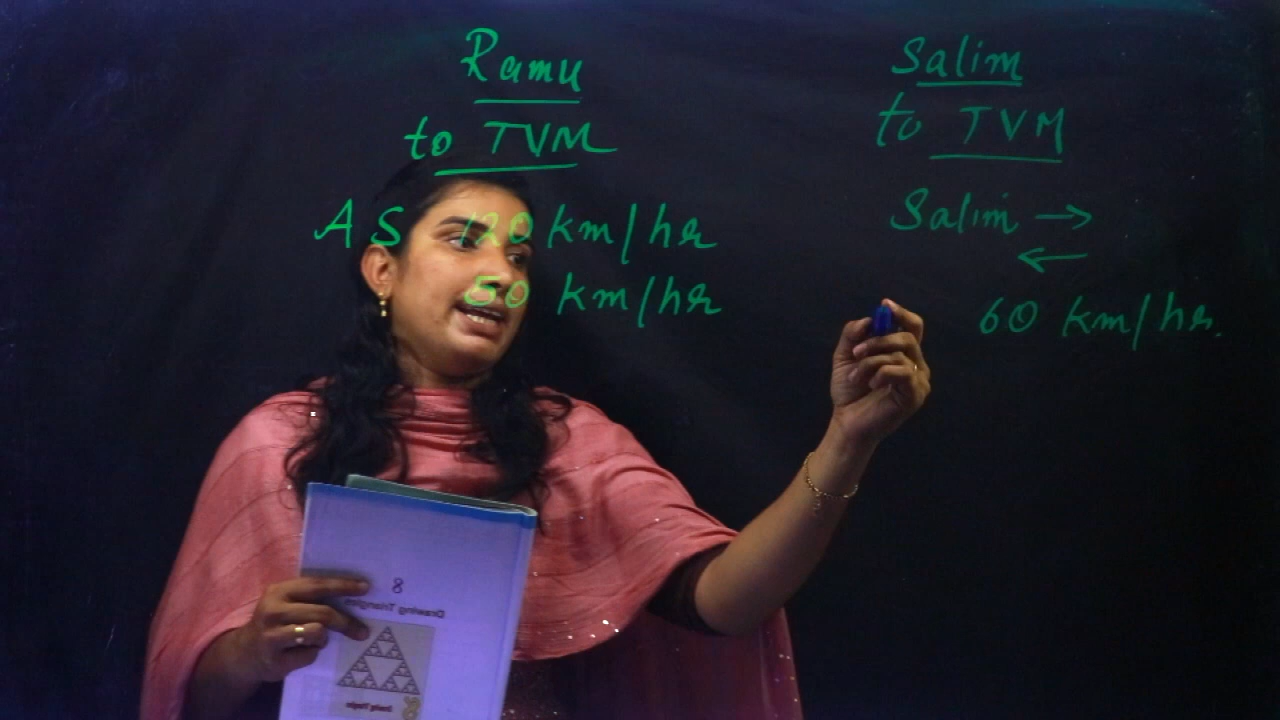 Ramu
to TVM
AS 120 km/hr
50 km/hr
Salim
to TVM
Salim →
←
60 km/hr.
8
Drawing Triangles